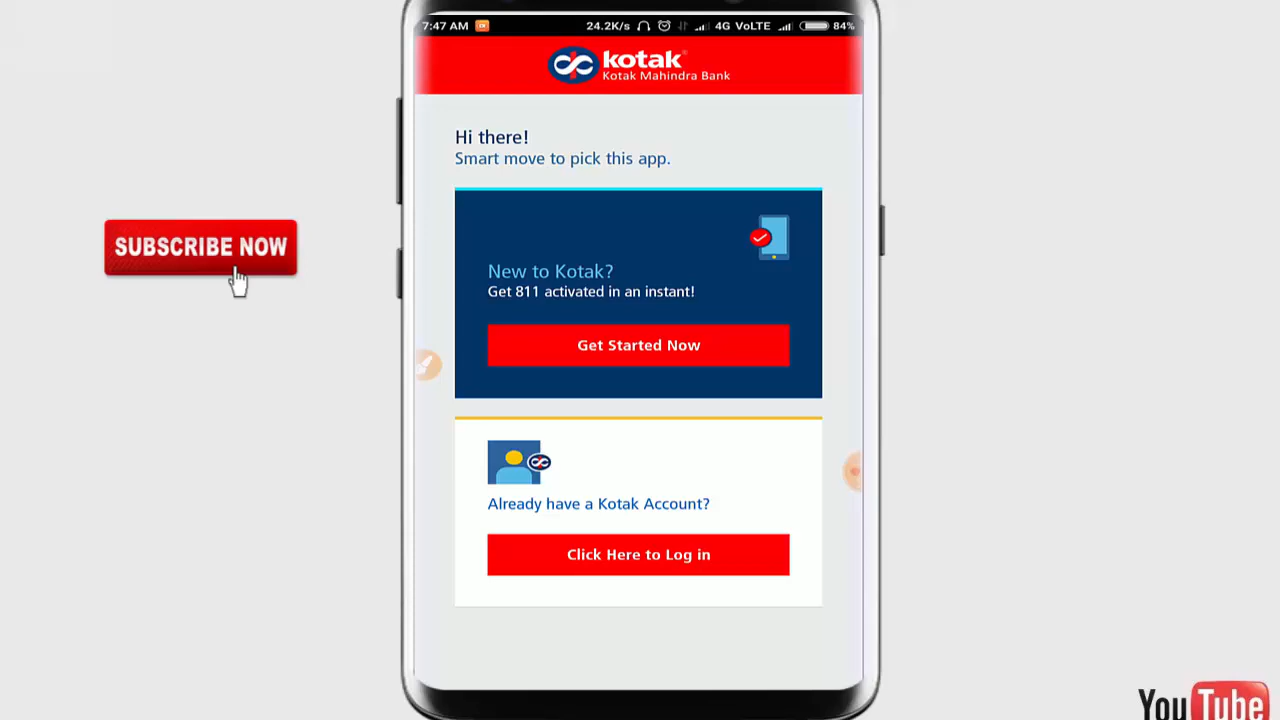 7:47 AM 24.2K/s 4G VoLTE 84%
kotak
Kotak Mahindra Bank
Hi there!
Smart move to pick this app.
SUBSCRIBE NOW
New to Kotak?
Get 811 activated in an instant!
Get Started Now
Already have a Kotak Account?
Click Here to Log in
YouTube